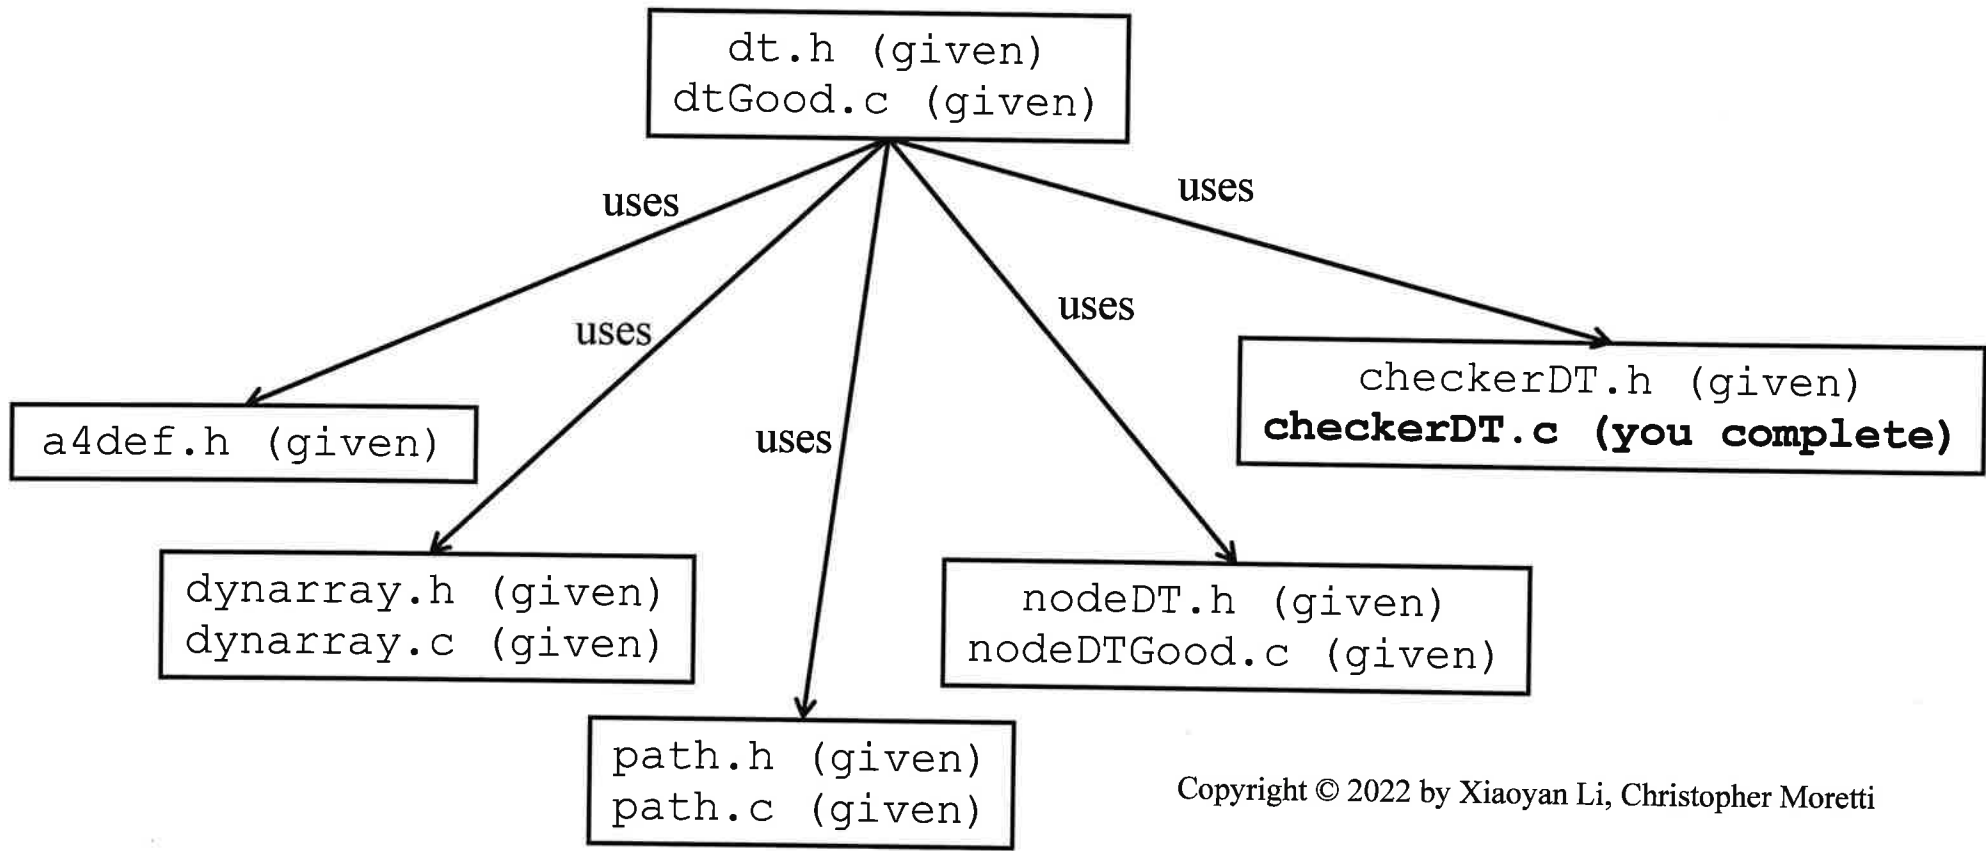 dt.h (given)
dtGood.c (given)
uses
uses
uses
uses
uses
a4def.h (given)
checkerDT.h (given)
checkerDT.c (you complete)
dynarray.h (given)
dynarray.c (given)
nodeDT.h (given)
nodeDTGood.c (given)
path.h (given)
path.c (given)
Copyright © 2022 by Xiaoyan Li, Christopher Moretti